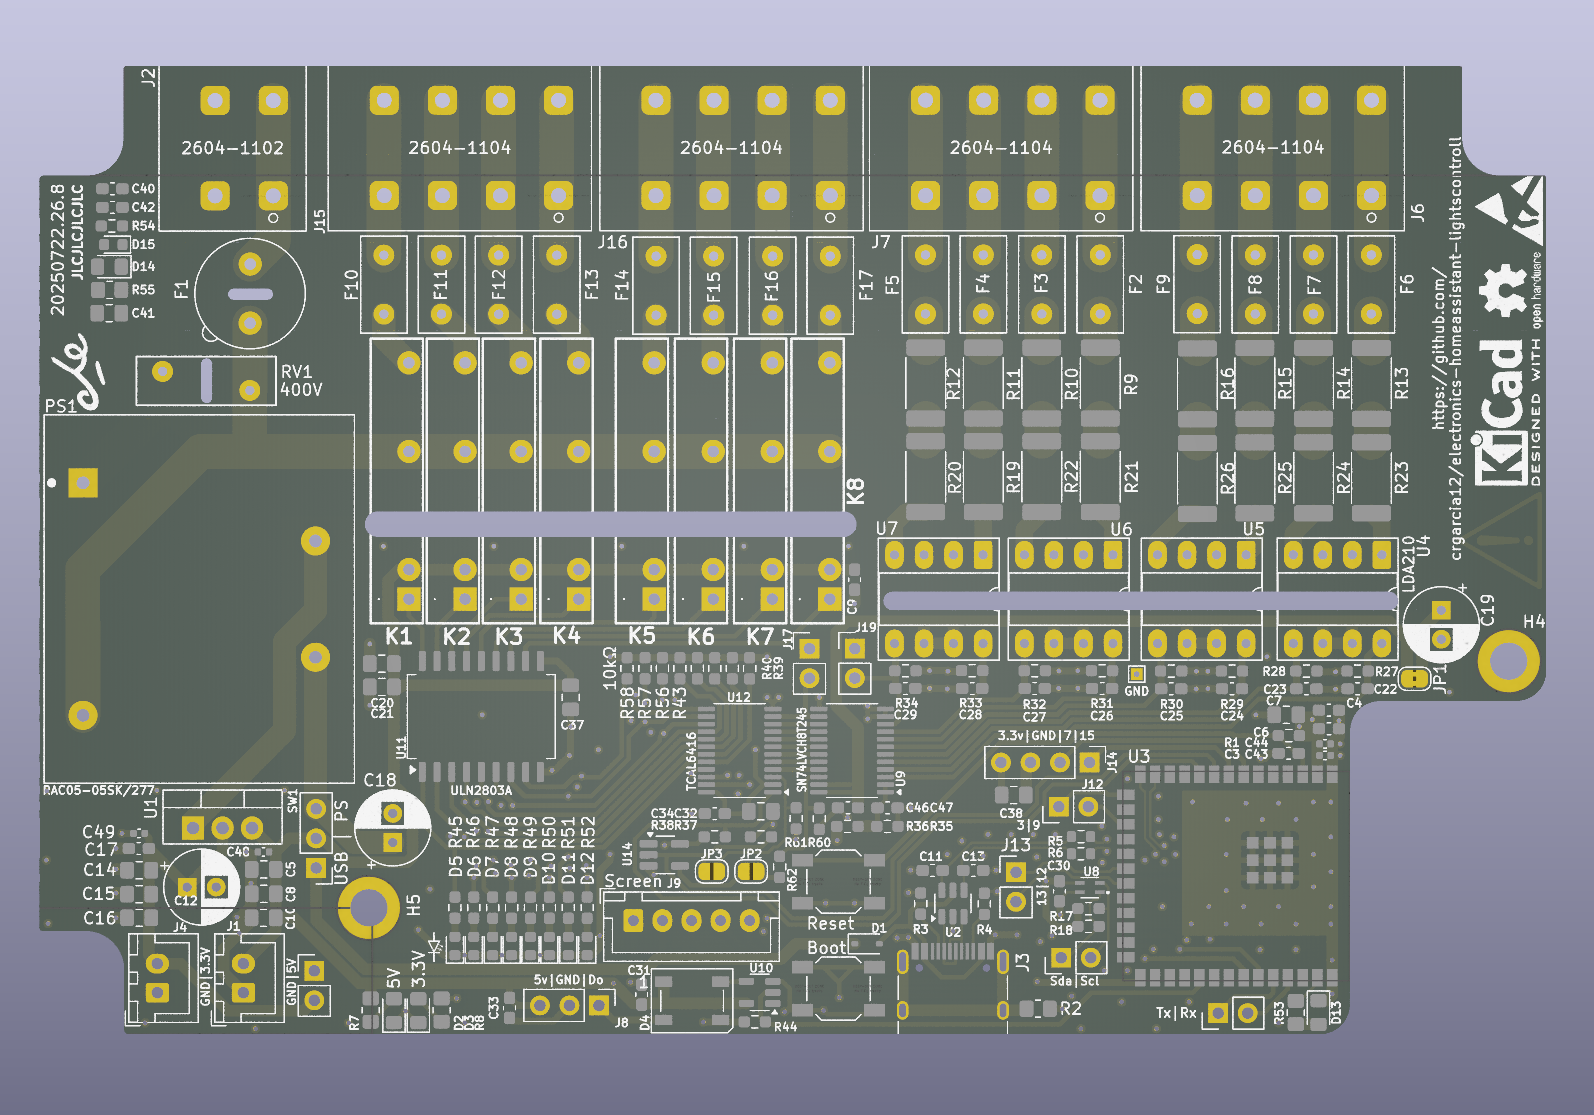 J2
2604-1102
2604-1104
2604-1104
2604-1104
2604-1104
J15
J16
J7
J6
20250722.26.8
JLCJLCJLCJLC
C40
C42
R54
D15
D14
R55
C41
F1
F10
F11
F12
F13
F14
F15
F16
F17
F5
F4
F3
F2
F9
F8
F7
F6
https://github.com/
crgarcia12/electronics-homeassistant-lightscontroll
open hardware
KiCad
DESIGNED WITH
RV1
400V
PS1
R12
R11
R10
R9
R16
R15
R14
R13
R20
R19
R22
R21
R26
R25
R24
R23
K8
U7
U6
U5
U4
LDA210
C9
C19
H4
K1
K2
K3
K4
K5
K6
K7
J17
J19
10kΩ
R58
R57
R56
R43
R40
R39
C20
C21
C37
U11
ULN2803A
U12
TCAL6416
SN74LVCH8T245
U9
R34
C29
R33
C28
R32
C27
R31
C26
GND
R30
C25
R29
C24
R28
C23
R27
C22
JP1
C7
C4
C6
R1 C44
C3 C43
3.3v|GND|7|15
J14
U3
J12
C38
3|9
RAC05-05SK/277
U1
SW1
PS
USB
C18
C49
C17
C14
C15
C16
C12
C5
C8
H5
D5 R45
D6 R46
D7 R47
D8 R48
D9 R49
D10 R50
D11 R51
D12 R52
C34C32
R38R37
C46C47
R36R35
R61R60
U14
JP3
JP2
R62
Screen
J9
Reset
Boot
D1
C11
C13
R3
U2
R4
J13
13|12
R5
R6
C30
U8
R17
R18
J3
Sda|Scl
R2
Tx|Rx
R53
D13
J4
J1
GND|3.3V
GND|5V
5V
3.3V
R7
D2
D3
R8
C33
5v|GND|Do
J8
C31
D4
U10
R44